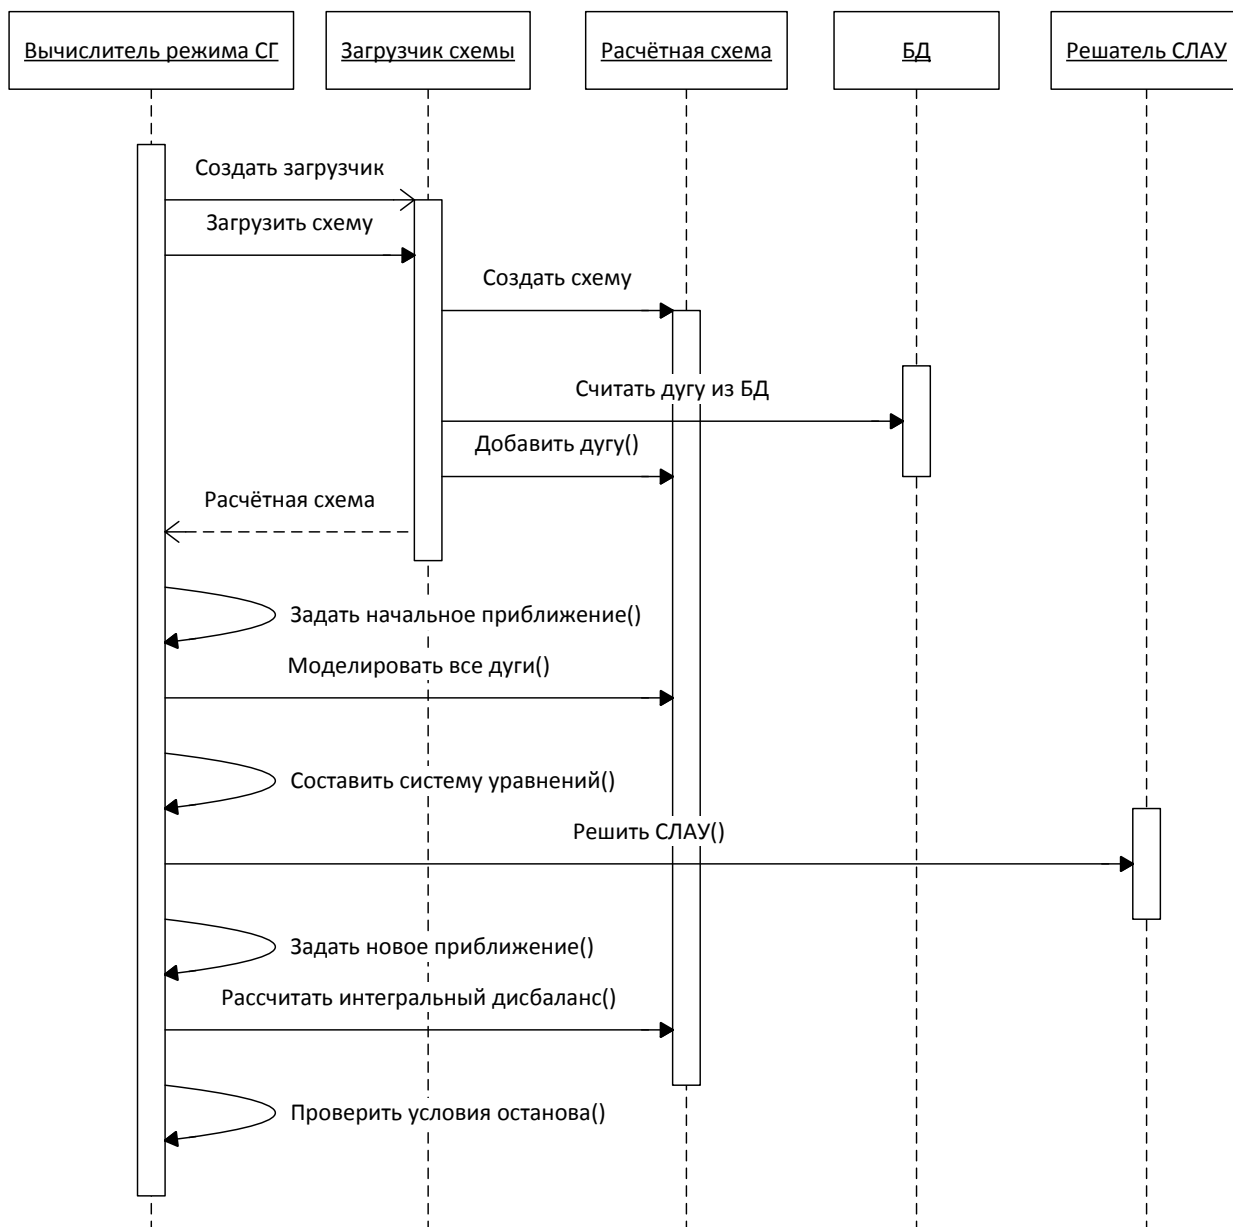 Вычислитель режима СГ
Загрузчик схемы
Расчётная схема
БД
Решатель СЛАУ
Создать загрузчик
Загрузить схему
Создать схему
Считать дугу из БД
Добавить дугу()
Расчётная схема
Задать начальное приближение()
Моделировать все дуги()
Составить систему уравнений()
Решить СЛАУ()
Задать новое приближение()
Рассчитать интегральный дисбаланс()
Проверить условия останова()